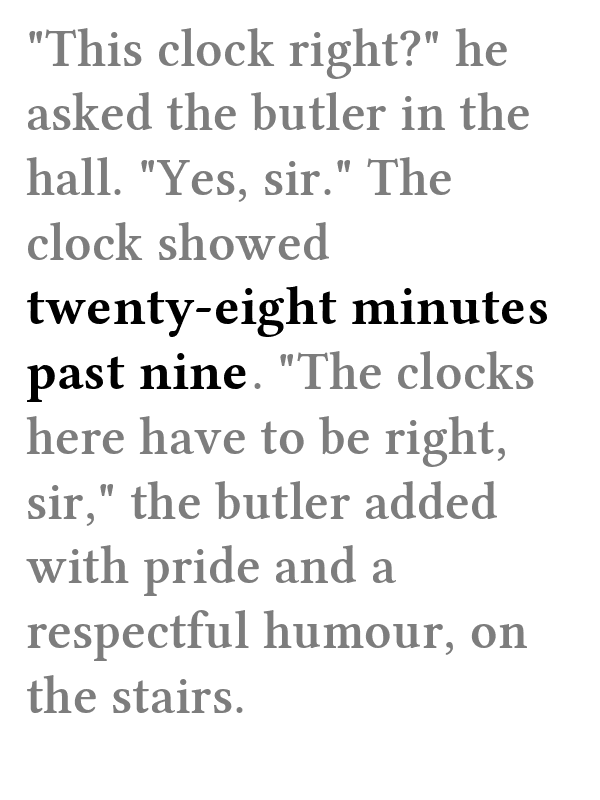 "This clock right?" he
asked the butler in the
hall. "Yes, sir." The
clock showed
twenty-eight minutes
past nine. "The clocks
here have to be right,
sir," the butler added
with pride and a
respectful humour, on
the stairs.